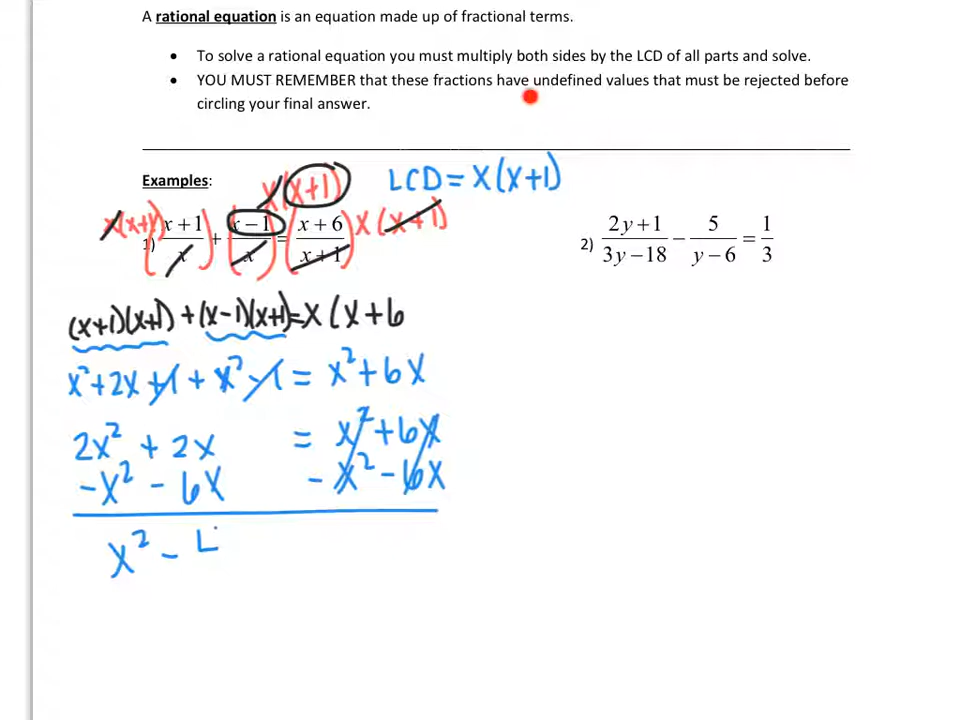 A rational equation is an equation made up of fractional terms.
• To solve a rational equation you must multiply both sides by the LCD of all parts and solve.
• YOU MUST REMEMBER that these fractions have undefined values that must be rejected before
circling your final answer.
Examples:
x(x+1) LCD = x(x+1)
1) x(x+1) ((x+1)/x) + ((x−1)/x) = ((x+6)/(x+1)) x(x+1)
2) (2y+1)/(3y−18) − 5/(y−6) = 1/3
(x+1)(x+1) + (x-1)(x+1) = x(x+6
x² + 2x + 1 + x² - 1 = x² + 6x
2x² + 2x = x² + 6x
-x² - 6x - x² - 6x
x² - 4